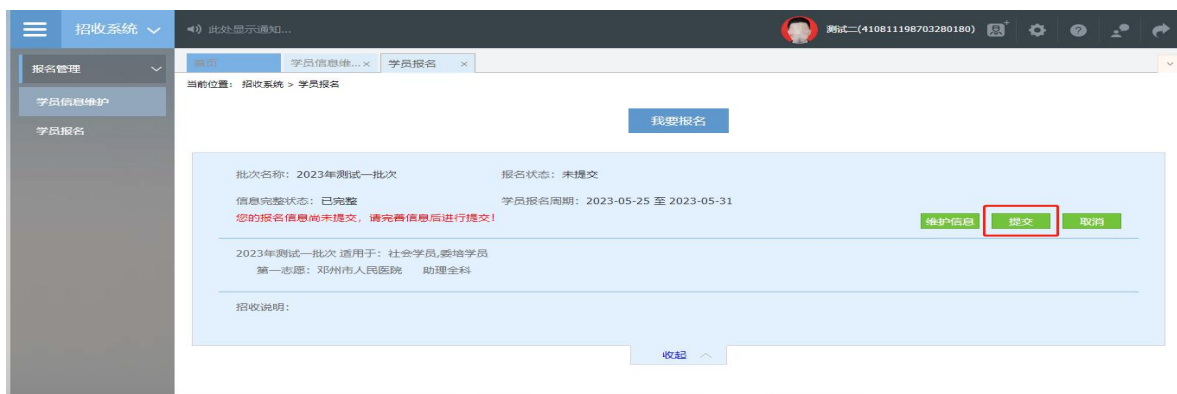 招收系统
此处显示通知...
测试二(410811198703280180)
报名管理
首页
学员信息维...×
学员报名 ×
当前位置： 招收系统 > 学员报名
学员信息维护
学员报名
我要报名
批次名称：2023年测试一批次
报名状态：未提交
信息完整状态：已完整
学员报名周期：2023-05-25 至 2023-05-31
您的报名信息尚未提交，请完善信息后进行提交！
维护信息
提交
取消
2023年测试一批次 适用于：社会学员,委培学员
第一志愿：邓州市人民医院 助理全科
招收说明：
收起